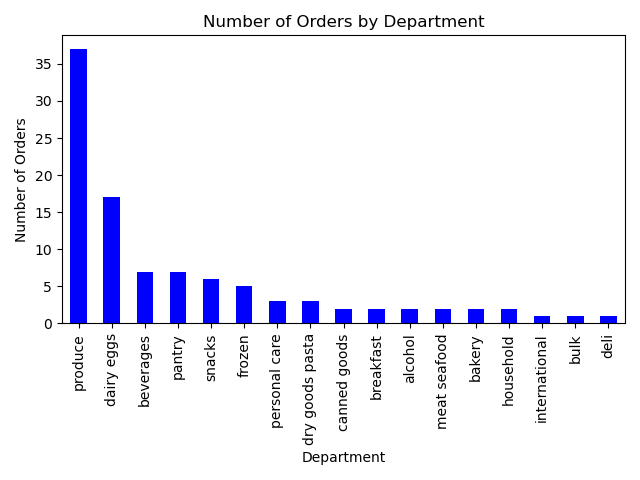 Number of Orders by Department
Number of Orders
35
30
25
20
15
10
5
0
produce
dairy eggs
beverages
pantry
snacks
frozen
personal care
dry goods pasta
canned goods
breakfast
alcohol
meat seafood
bakery
household
international
bulk
deli
Department